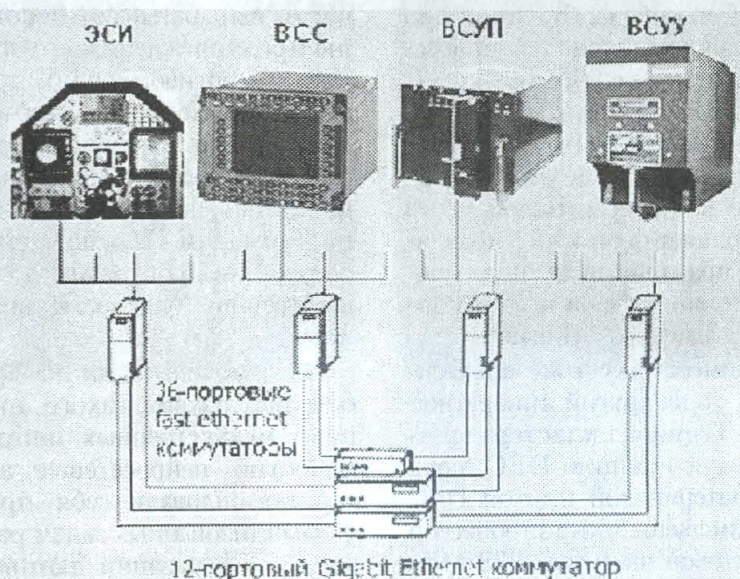 ЭСИ ВСС ВСУП ВСУУ
36-портовые
fast ethernet
коммутаторы
12-портовый Gigabit Ethernet коммутатор